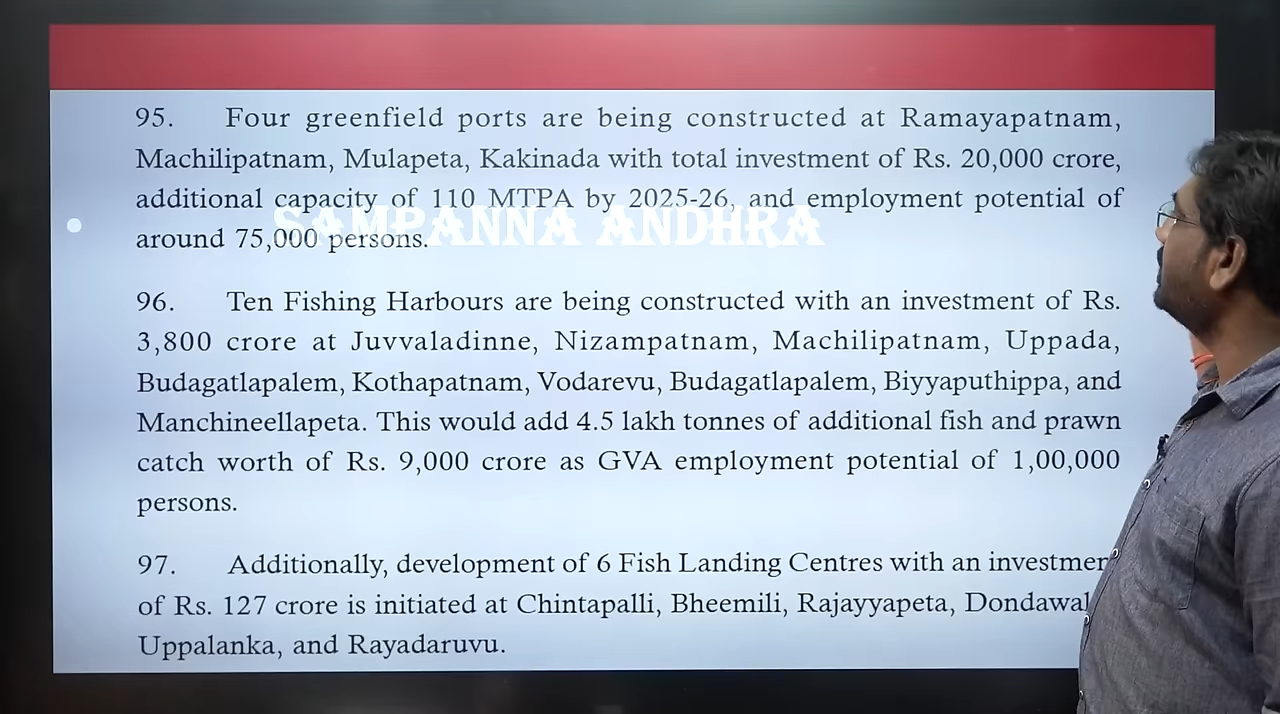 95. Four greenfield ports are being constructed at Ramayapatnam,
Machilipatnam, Mulapeta, Kakinada with total investment of Rs. 20,000 crore,
additional capacity of 110 MTPA by 2025-26, and employment potential of
SAMPANNA ANDHRA
around 75,000 persons.
96. Ten Fishing Harbours are being constructed with an investment of Rs.
3,800 crore at Juvvaladinne, Nizampatnam, Machilipatnam, Uppada,
Budagatlapalem, Kothapatnam, Vodarevu, Budagatlapalem, Biyyaputhippa, and
Manchineellapeta. This would add 4.5 lakh tonnes of additional fish and prawn
catch worth of Rs. 9,000 crore as GVA employment potential of 1,00,000
persons.
97. Additionally, development of 6 Fish Landing Centres with an
of Rs. 127 crore is initiated at Chintapalli, Bheemili, Rajayyapeta,
Uppalanka, and Rayadaruvu.